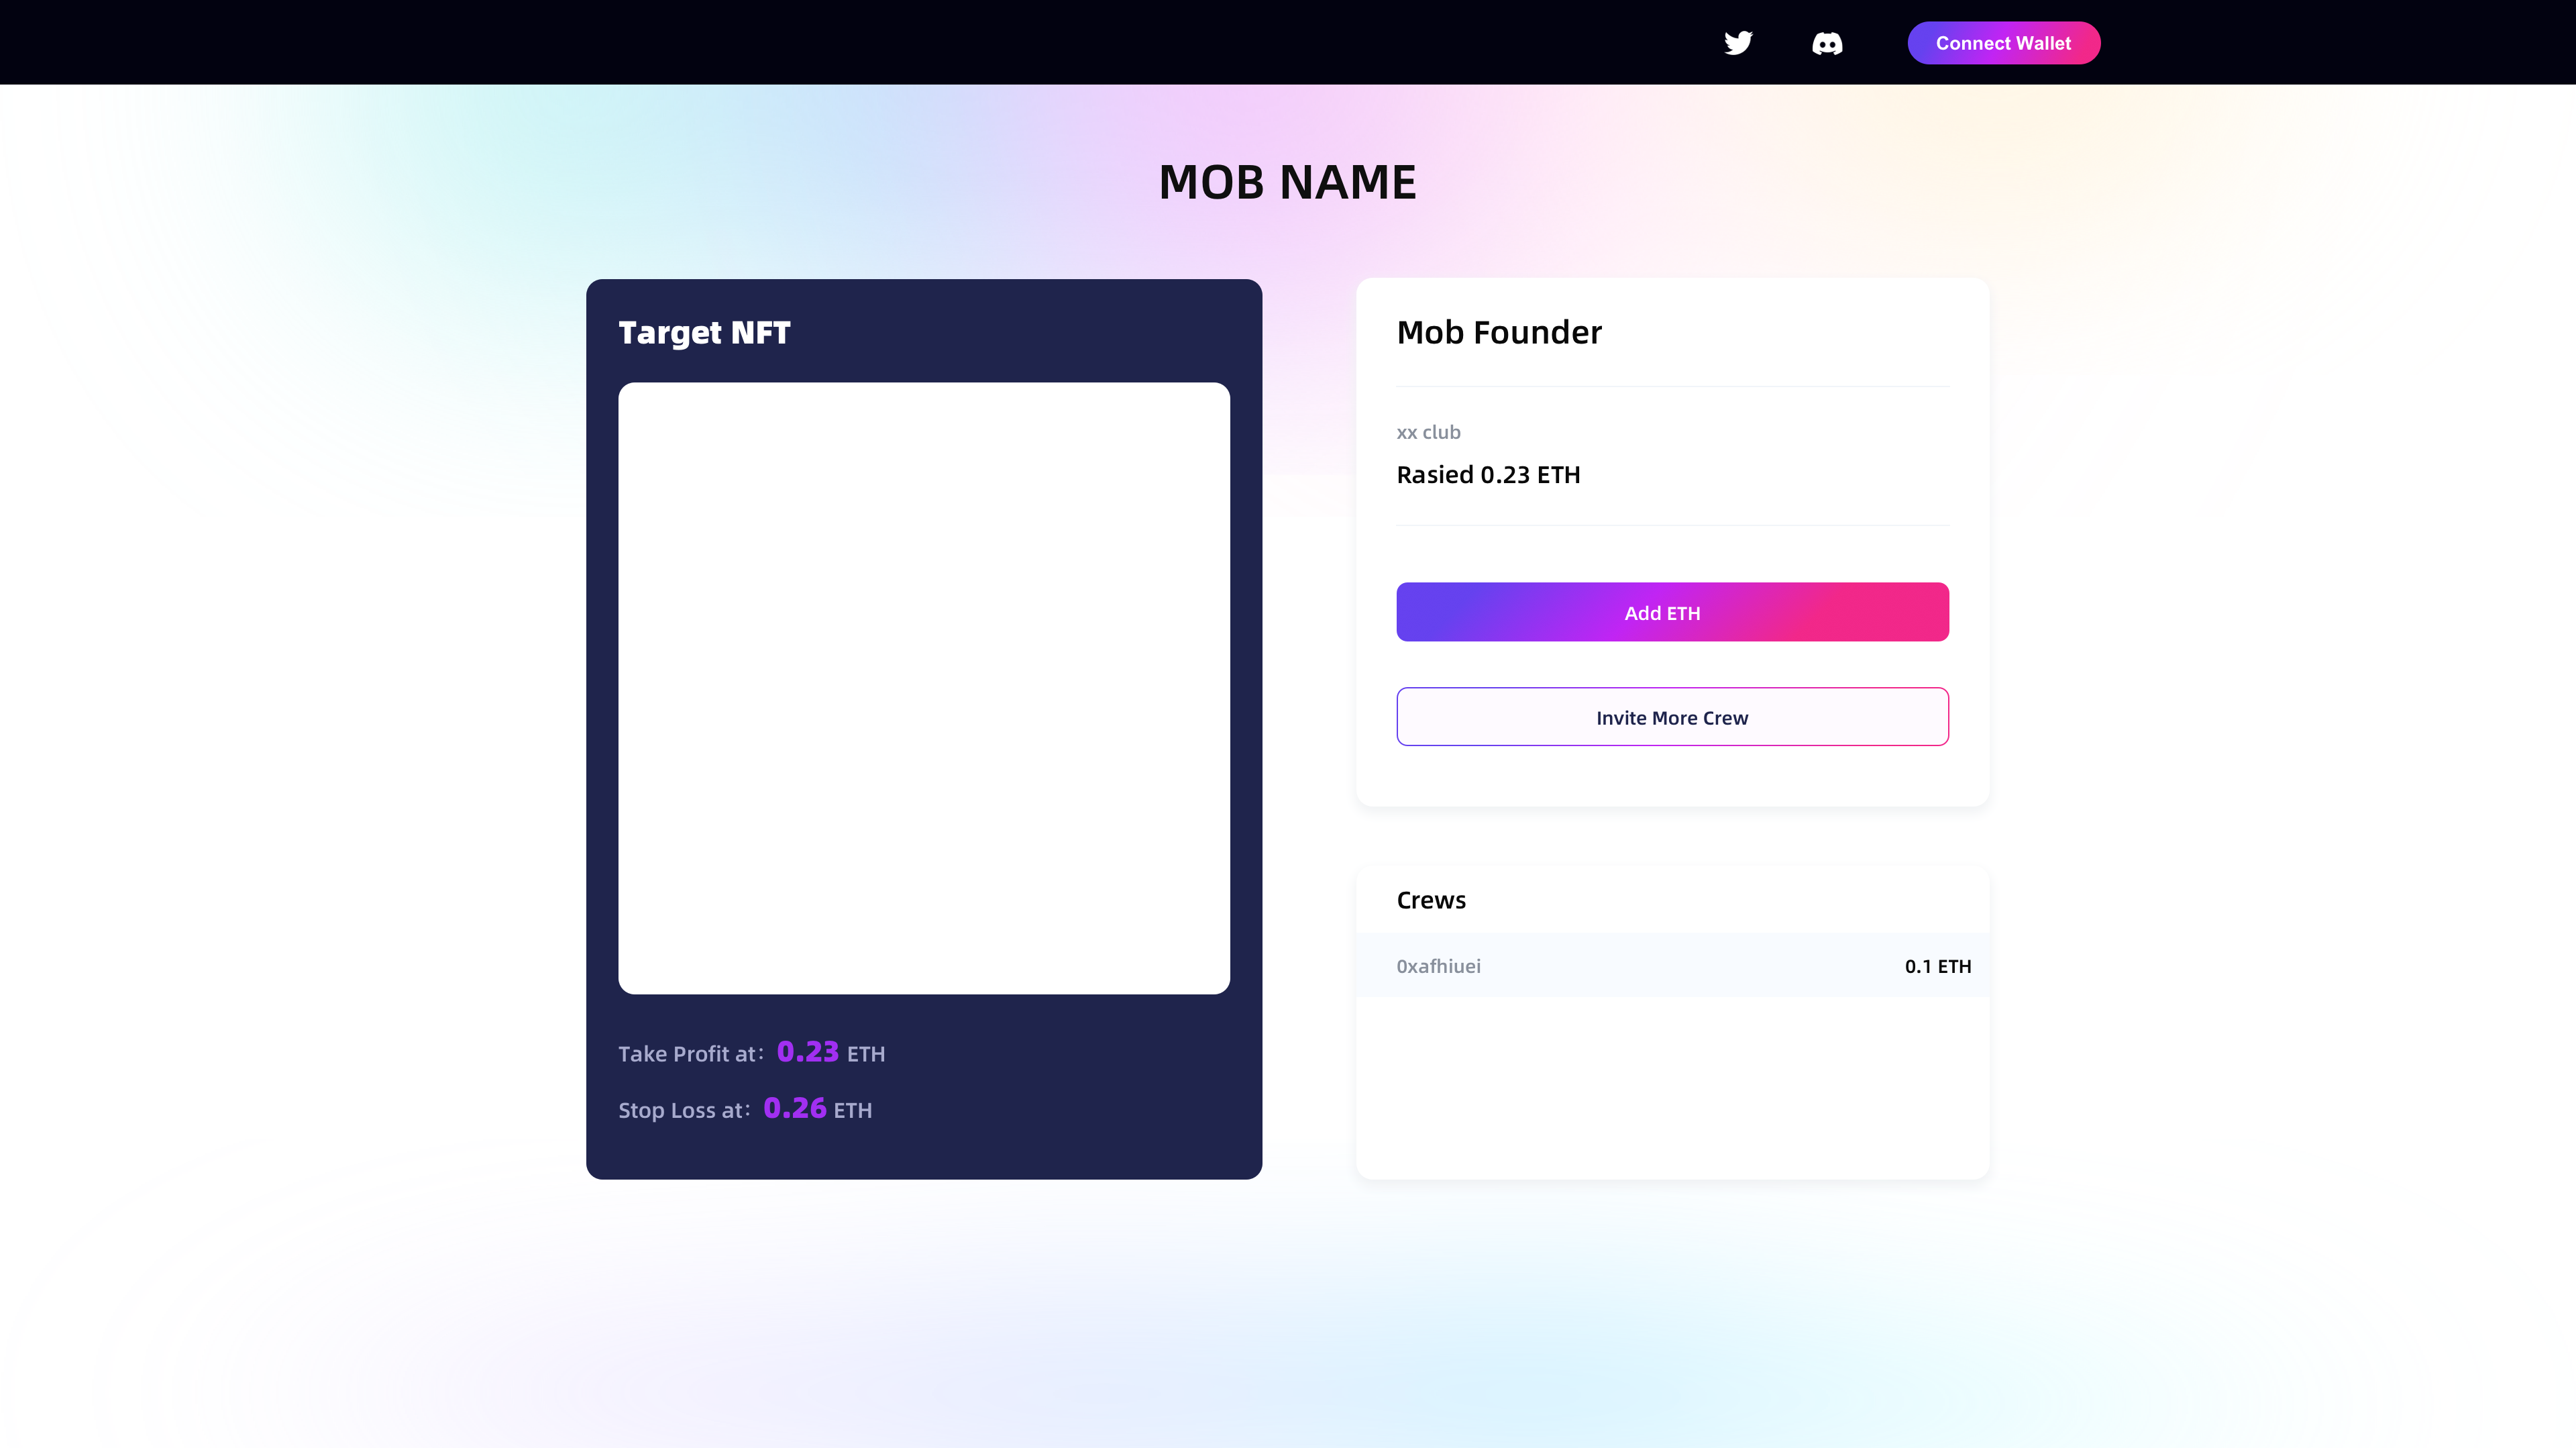 Connect Wallet
MOB NAME
Target NFT
Take Profit at: 0.23 ETH
Stop Loss at: 0.26 ETH
Mob Founder
xx club
Rasied 0.23 ETH
Add ETH
Invite More Crew
Crews
0xafhiuei 0.1 ETH